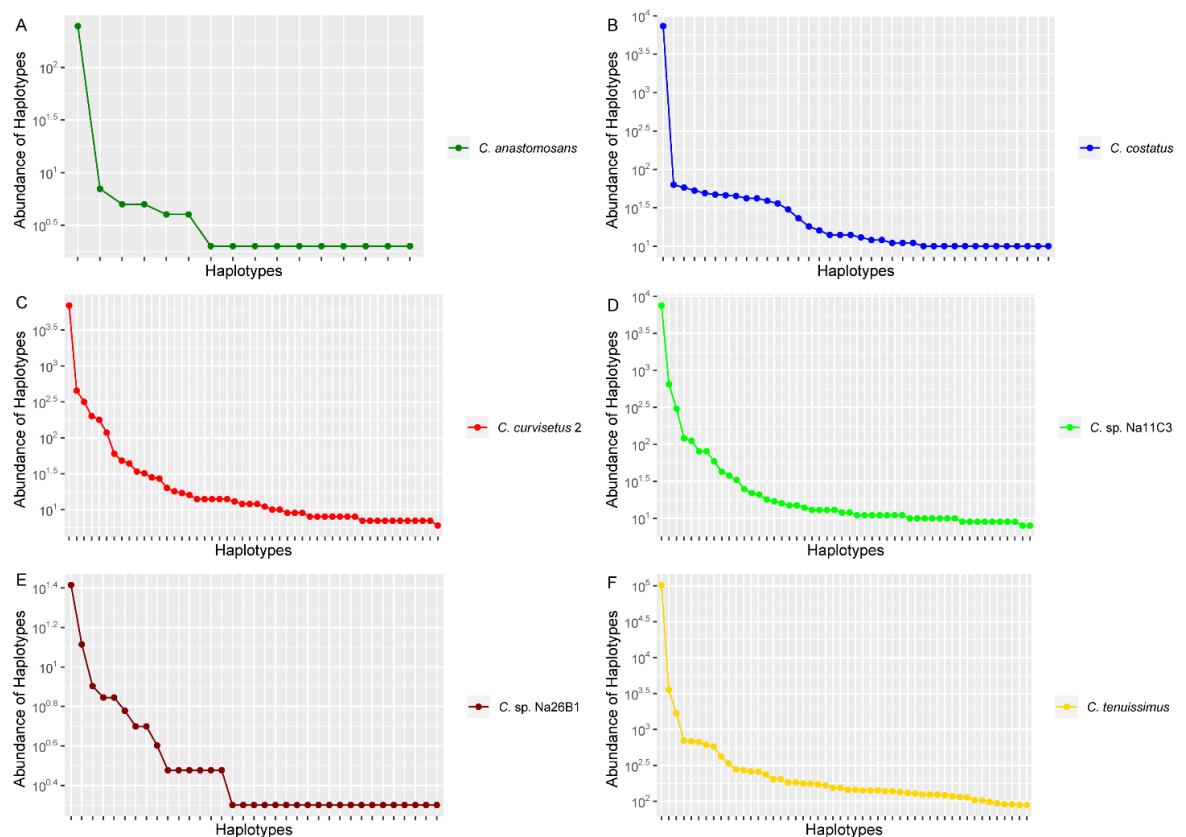 A
Abundance of Haplotypes
10^2
10^1.5
10^1
10^0.5
Haplotypes
C. anastomosans
B
Abundance of Haplotypes
10^4
10^3.5
10^3
10^2.5
10^2
10^1.5
10^1
Haplotypes
C. costatus
C
Abundance of Haplotypes
10^3.5
10^3
10^2.5
10^2
10^1.5
10^1
Haplotypes
C. curvisetus 2
D
Abundance of Haplotypes
10^4
10^3.5
10^3
10^2.5
10^2
10^1.5
10^1
Haplotypes
C. sp. Na11C3
E
Abundance of Haplotypes
10^1.4
10^1.2
10^1
10^0.8
10^0.6
10^0.4
Haplotypes
C. sp. Na26B1
F
Abundance of Haplotypes
10^5
10^4.5
10^4
10^3.5
10^3
10^2.5
10^2
Haplotypes
C. tenuissimus